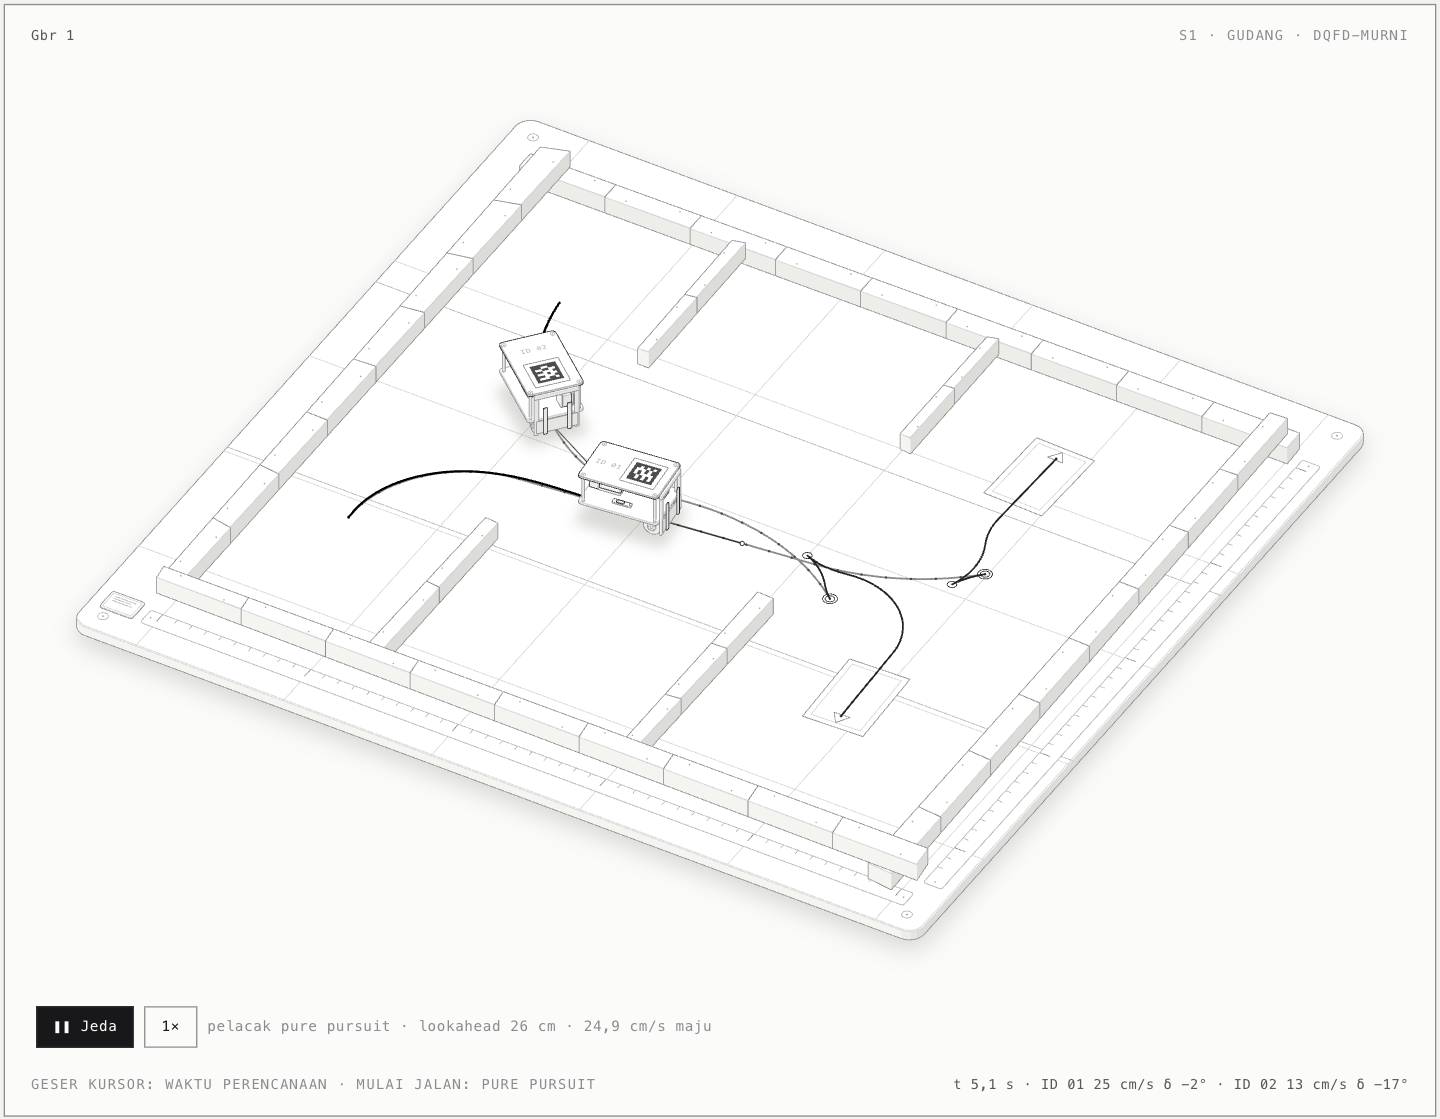 Gbr 1
S1 · GUDANG · DQFD−MURNI
ID 02
ID 01
Jeda
1×
pelacak pure pursuit · lookahead 26 cm · 24,9 cm/s maju
GESER KURSOR: WAKTU PERENCANAAN · MULAI JALAN: PURE PURSUIT
t 5,1 s · ID 01 25 cm/s δ −2° · ID 02 13 cm/s δ −17°